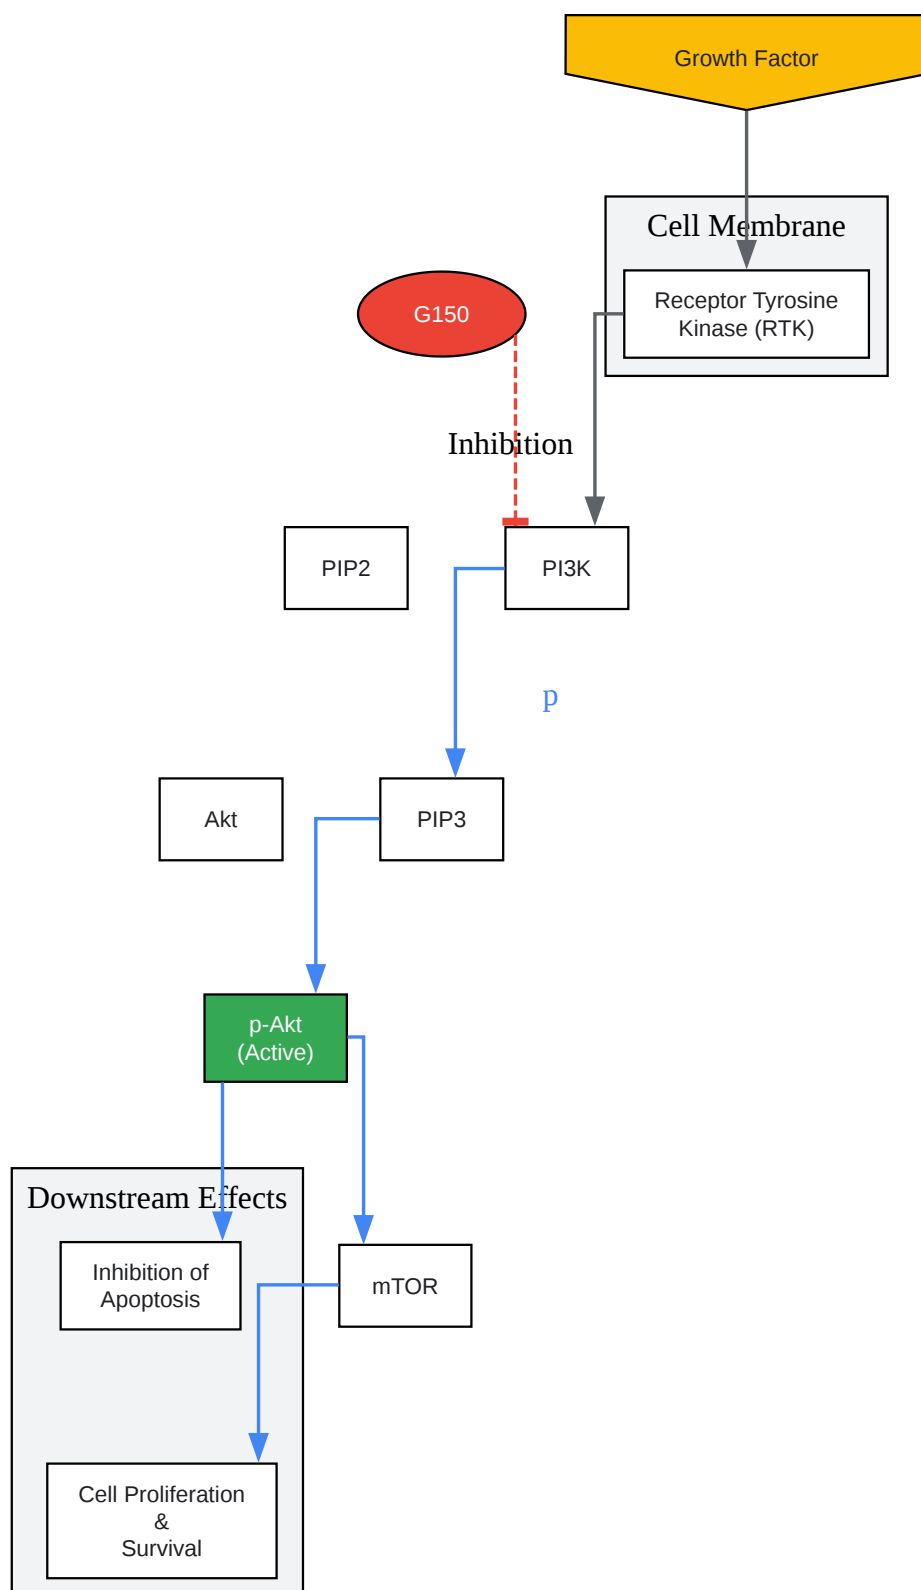 Growth Factor
Cell Membrane
Receptor Tyrosine
Kinase (RTK)
G150
Inhibition
PIP2
PI3K
p
Akt
PIP3
p-Akt
(Active)
Downstream Effects
Inhibition of
Apoptosis
mTOR
Cell Proliferation
&
Survival